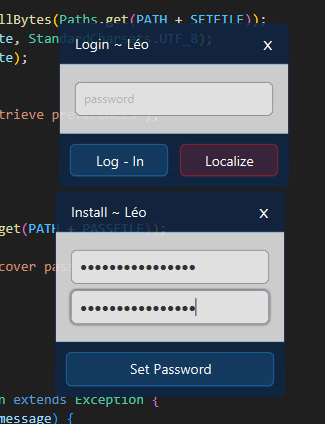 llBytes(Paths.get(PATH + SETFILE));
Login ~ Léo x
te, StandardCharsets.UTF_8);
te);
password
trieve preferences");
Log - In Localize
Install ~ Léo x
get(PATH + PASSFILE));
cover pas
••••••••••••••••
••••••••••••••••
Set Password
n extends Exception {
message) {